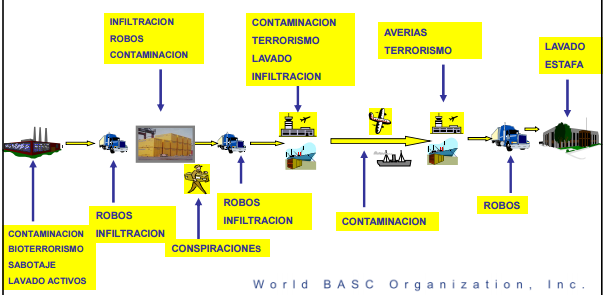 INFILTRACION
ROBOS
CONTAMINACION
CONTAMINACION
TERRORISMO
LAVADO
INFILTRACION
AVERIAS
TERRORISMO
LAVADO
ESTAFA
CONTAMINACION
BIOTERRORISMO
SABOTAJE
LAVADO ACTIVOS
ROBOS
INFILTRACION
CONSPIRACIONES
ROBOS
INFILTRACION
CONTAMINACION
ROBOS
World BASC Organization, Inc.